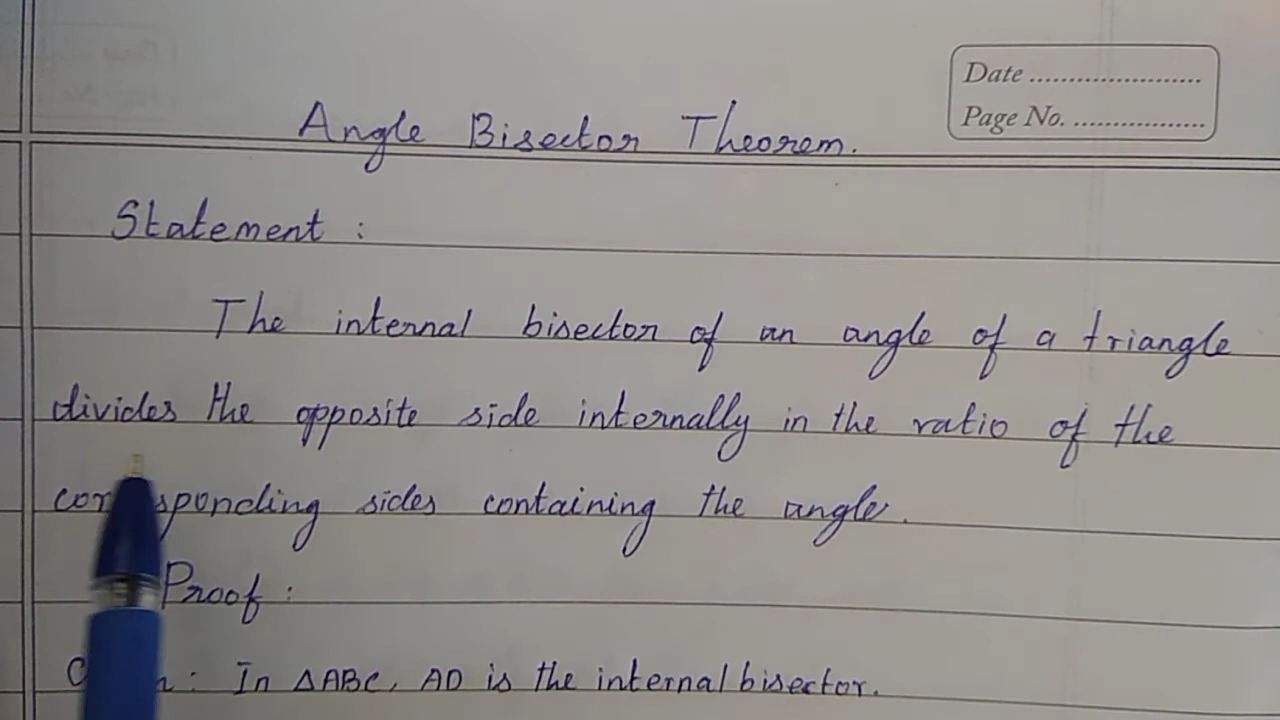 Date ........................
Page No. ...................
Angle Bisector Theorem.
Statement :
The internal bisector of an angle of a triangle
divides the opposite side internally in the ratio of the
corresponding sides containing the angle.
Proof :
: In ΔABC, AD is the internal bisector.